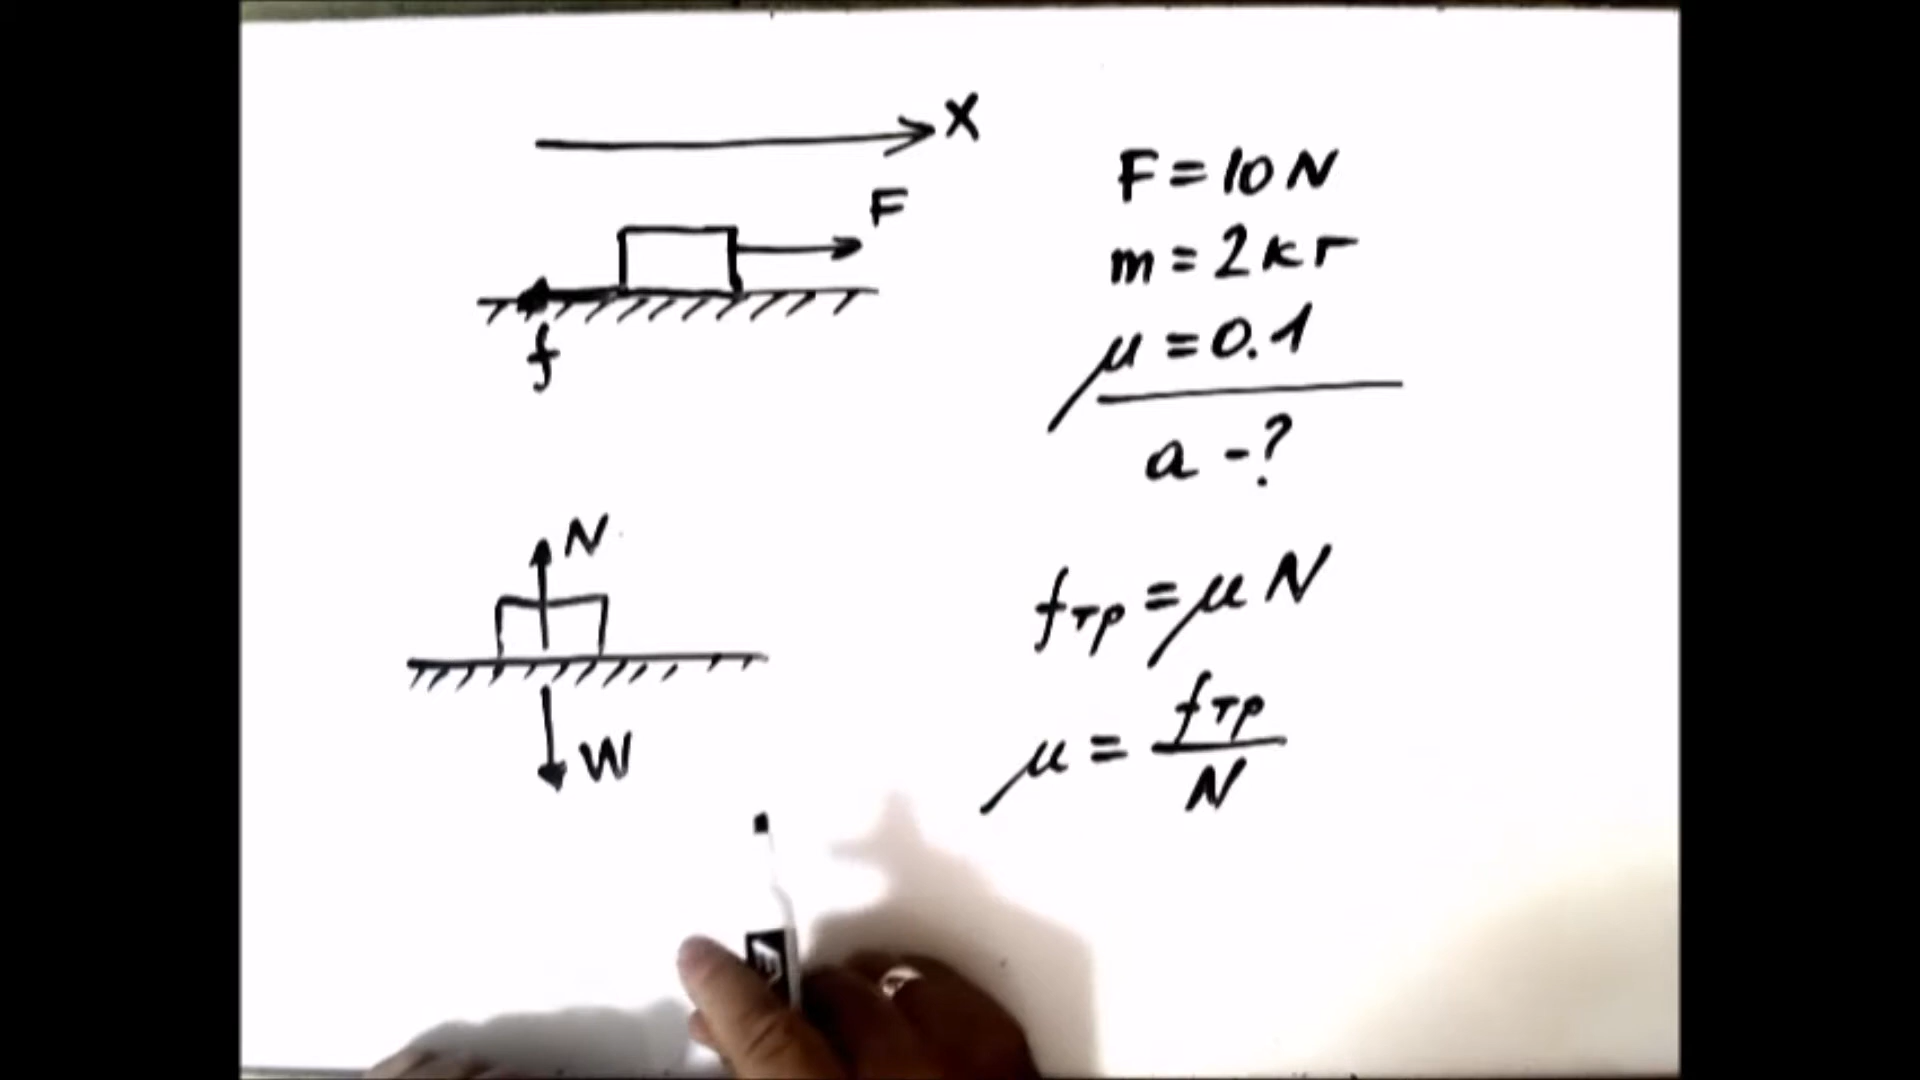 X
F
f
F = 10 N
m = 2 кг
μ = 0.1
a - ?
N
W
fтр = μ N
μ = fтр / N